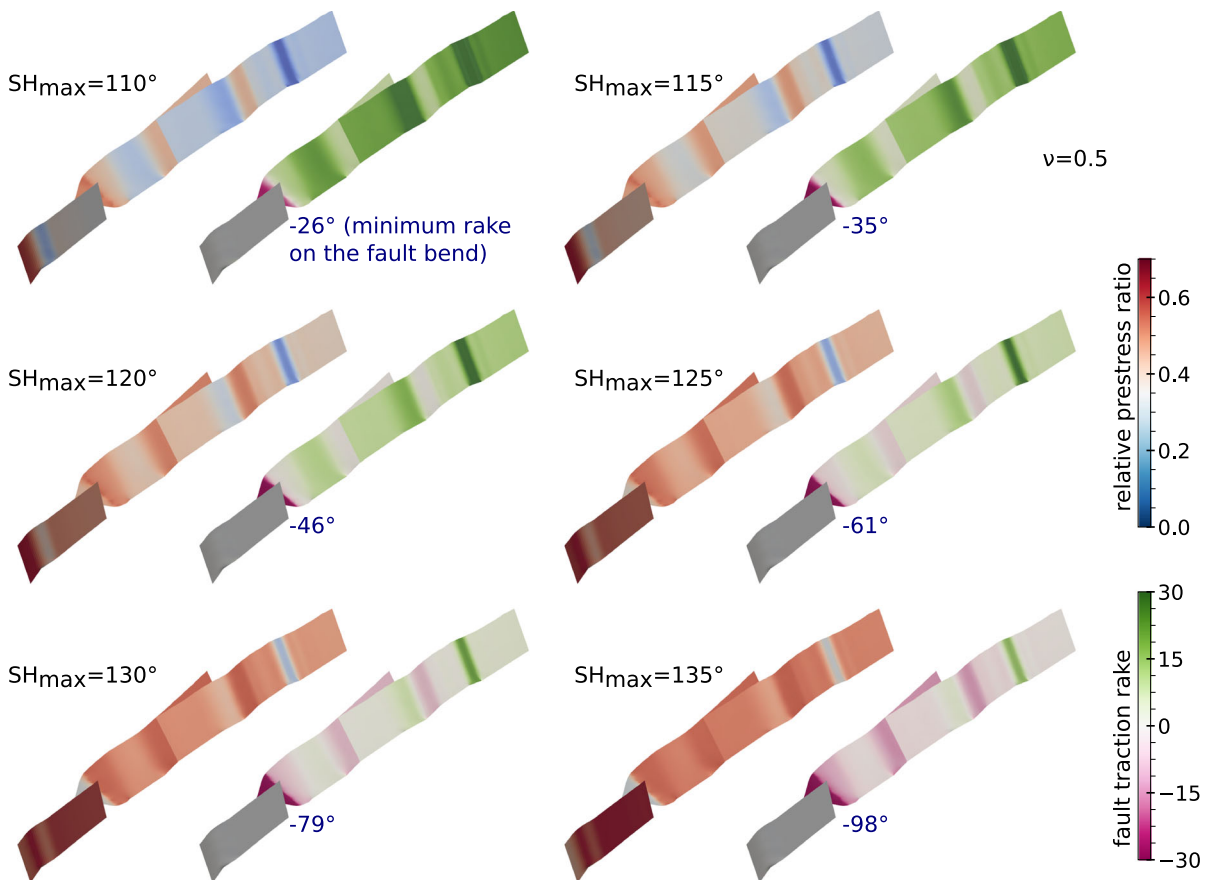 SHmax=110°
SHmax=115°
ν=0.5
-26° (minimum rake
on the fault bend)
-35°
SHmax=120°
SHmax=125°
-46°
-61°
SHmax=130°
SHmax=135°
-79°
-98°
relative prestress ratio
0.6
0.4
0.2
0.0
fault traction rake
30
15
0
−15
−30